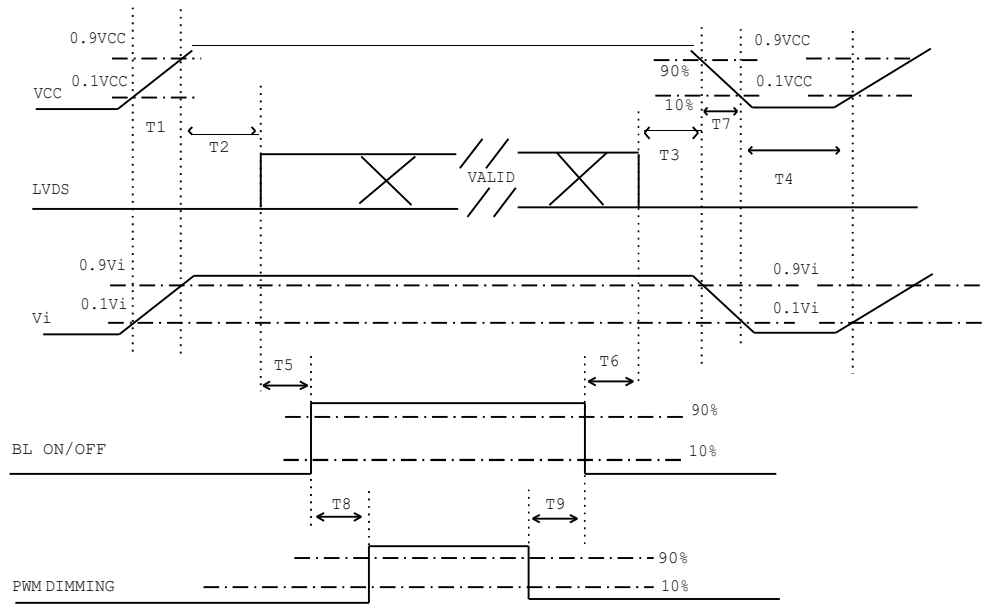 0.9VCC
0.9VCC
90%
0.1VCC
0.1VCC
VCC
10%
T1
T7
T2
T3
VALID
T4
LVDS
0.9Vi
0.9Vi
0.1Vi
0.1Vi
Vi
T5
T6
90%
BL ON/OFF
10%
T8
T9
90%
PWM DIMMING
10%